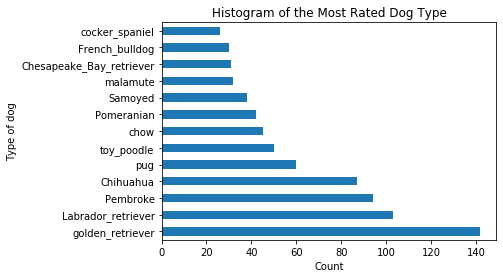 Histogram of the Most Rated Dog Type
Type of dog
cocker_spaniel
French_bulldog
Chesapeake_Bay_retriever
malamute
Samoyed
Pomeranian
chow
toy_poodle
pug
Chihuahua
Pembroke
Labrador_retriever
golden_retriever
0 20 40 60 80 100 120 140
Count